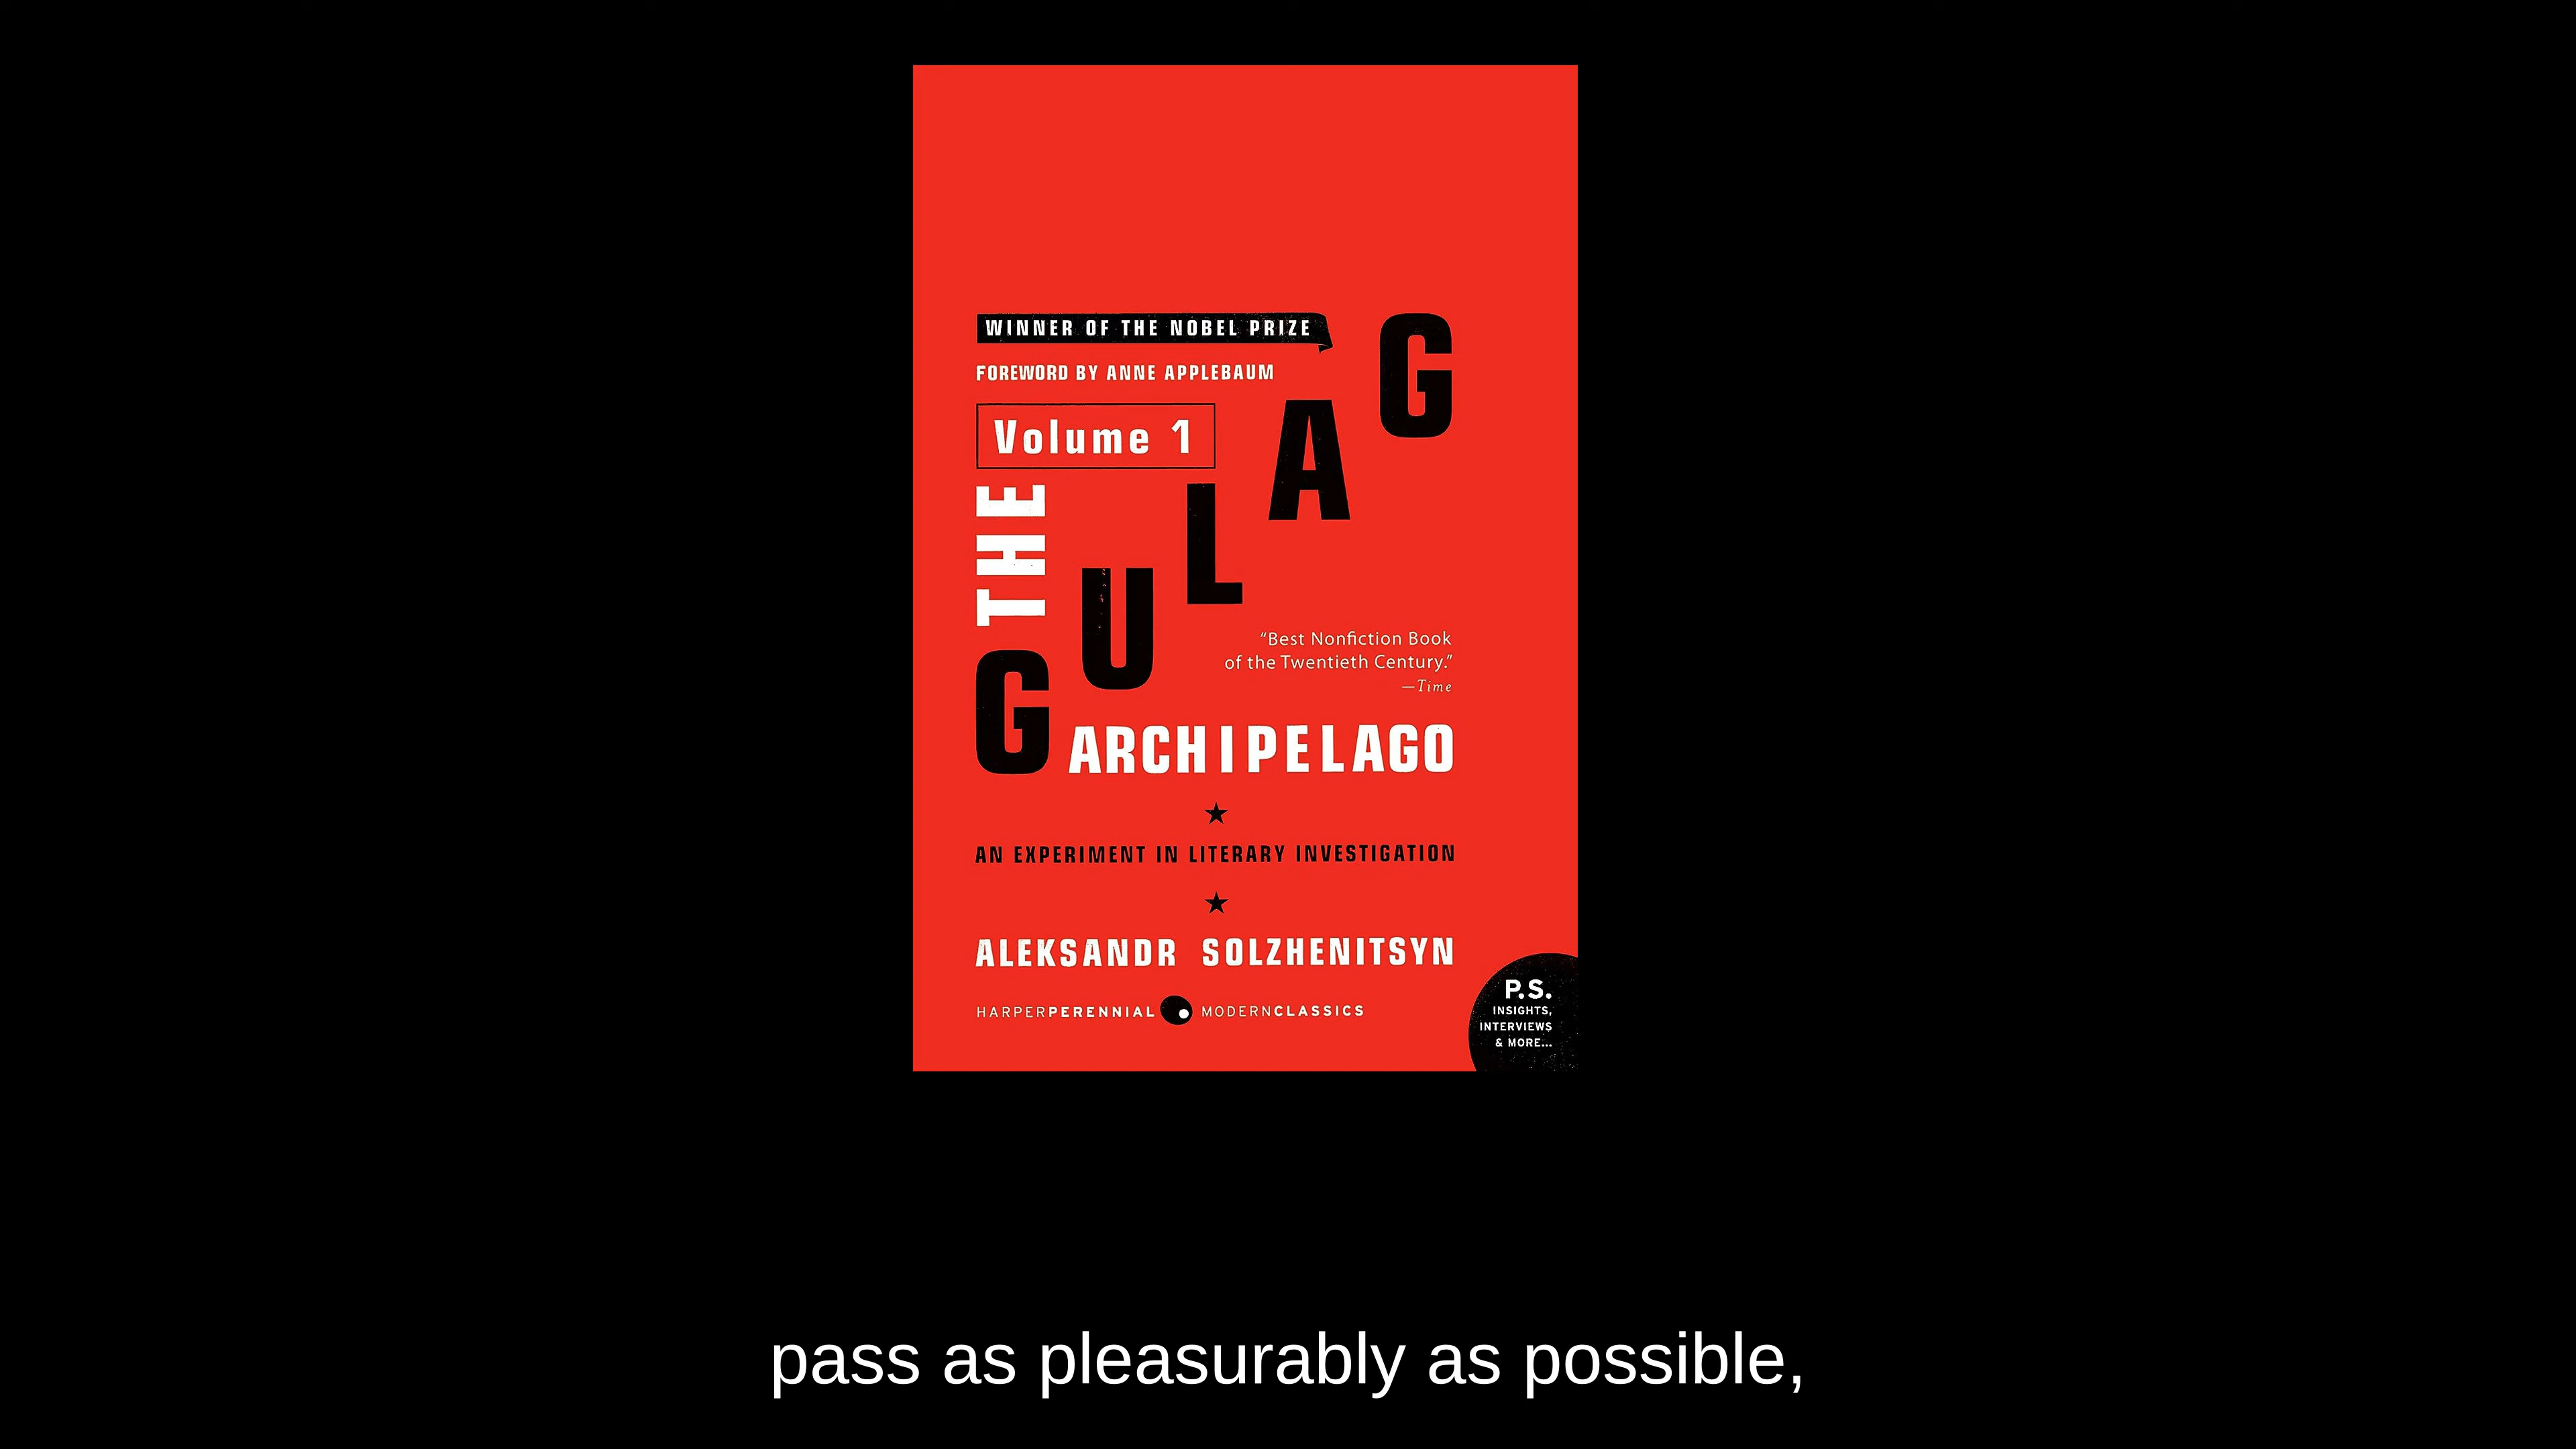 WINNER OF THE NOBEL PRIZE
FOREWORD BY ANNE APPLEBAUM
Volume 1
THE
GULAG
"Best Nonfiction Book
of the Twentieth Century."
—Time
ARCHIPELAGO
AN EXPERIMENT IN LITERARY INVESTIGATION
ALEKSANDR SOLZHENITSYN
HARPERPERENNIAL MODERNCLASSICS
P.S.
INSIGHTS,
INTERVIEWS
& MORE...
pass as pleasurably as possible,